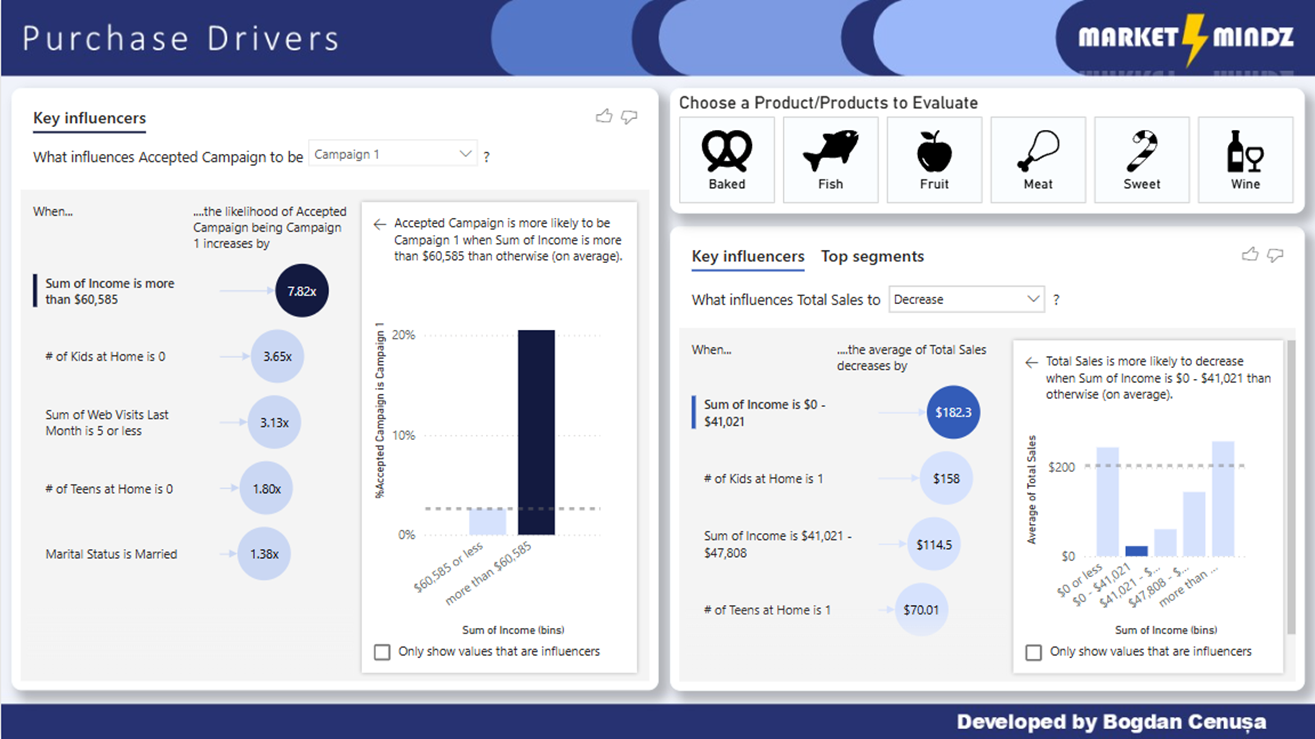 Purchase Drivers
MARKET MINDZ
Key influencers
What influences Accepted Campaign to be
Campaign 1
?
When...
....the likelihood of Accepted
Campaign being Campaign
1 increases by
Sum of Income is more
than $60,585
7.82x
# of Kids at Home is 0
3.65x
Sum of Web Visits Last
Month is 5 or less
3.13x
# of Teens at Home is 0
1.80x
Marital Status is Married
1.38x
Accepted Campaign is more likely to be
Campaign 1 when Sum of Income is more
than $60,585 than otherwise (on average).
%Accepted Campaign is Campaign 1
20%
10%
0%
$60,585 or less
more than $60,585
Sum of Income (bins)
Only show values that are influencers
Choose a Product/Products to Evaluate
Baked
Fish
Fruit
Meat
Sweet
Wine
Key influencers
Top segments
What influences Total Sales to
Decrease
?
When...
....the average of Total Sales
decreases by
Sum of Income is $0 -
$41,021
$182.3
# of Kids at Home is 1
$158
Sum of Income is $41,021 -
$47,808
$114.5
# of Teens at Home is 1
$70.01
Total Sales is more likely to decrease
when Sum of Income is $0 - $41,021 than
otherwise (on average).
Average of Total Sales
$200
$0
$0 or less
$0 - $41,021
$41,021 - $...
$47,808 - $...
more than ...
Sum of Income (bins)
Only show values that are influencers
Developed by Bogdan Cenușa